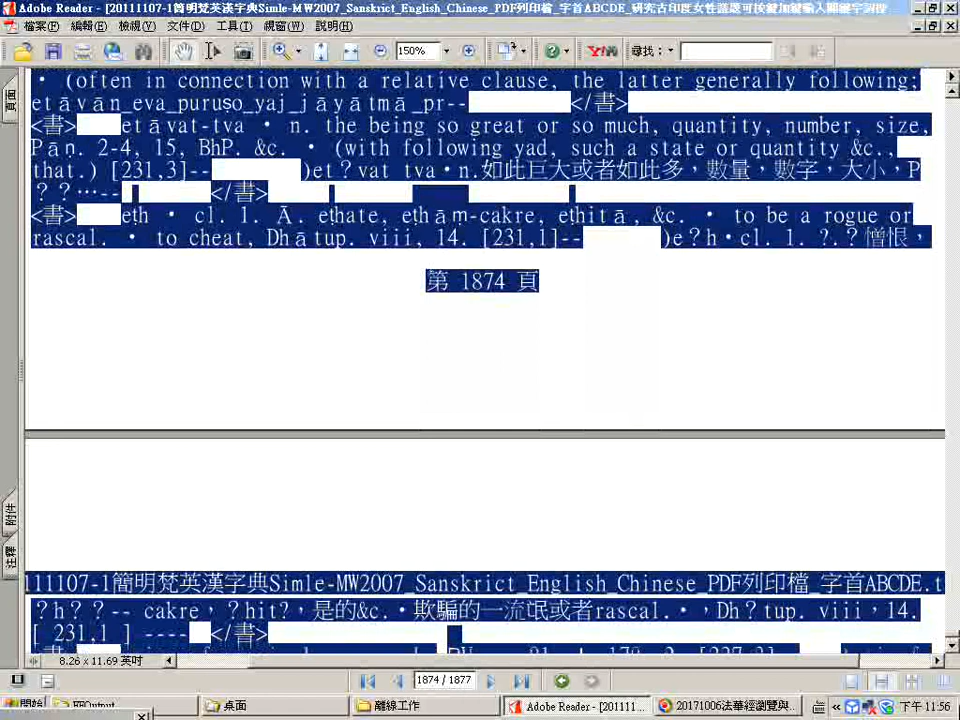 Adobe Reader - [20111107-1簡明梵英漢字典Simle-MW2007_Sanskrict_English_Chinese_PDF列印檔_字首ABCDE_研究古印度女性議題可按鍵加鍵輸入關鍵字詞搜
檔案(F) 編輯(E) 檢視(V) 文件(D) 工具(T) 視窗(W) 說明(H)
150% 尋找:
頁面
• (often in connection with a relative clause, the latter generally following;
etāvān_eva_puruṣo_yaj_jāyātmā_pr-- </書>
<書> etāvat-tva • n. the being so great or so much, quantity, number, size,
Pāṇ. 2-4, 15, BhP. &c. • (with following yad, such a state or quantity &c.,
that.) [231,3]-- )et？vat tva•n.如此巨大或者如此多，數量，數字，大小，P
？？…-- </書>
<書> eṭh • cl. 1. Ā. eṭhate, eṭhāṃ-cakre, eṭhitā, &c. • to be a rogue or
rascal. • to cheat, Dhātup. viii, 14. [231,1]-- )e？h•cl. 1. ?.？憎恨，
第 1874 頁
附件
注釋
111107-1簡明梵英漢字典Simle-MW2007_Sanskrict_English_Chinese_PDF列印檔_字首ABCDE.t
？h？？-- cakre，？hit?，是的&c.•欺騙的一流氓或者rascal.•，Dh？tup. viii，14.
[ 231,1 ] ---- </書>
8.26 x 11.69 英吋
1874 / 1877
開始 FFOutput 桌面 離線工作 Adobe Reader - [201111... 20171006法華經瀏覽與... 下午 11:56